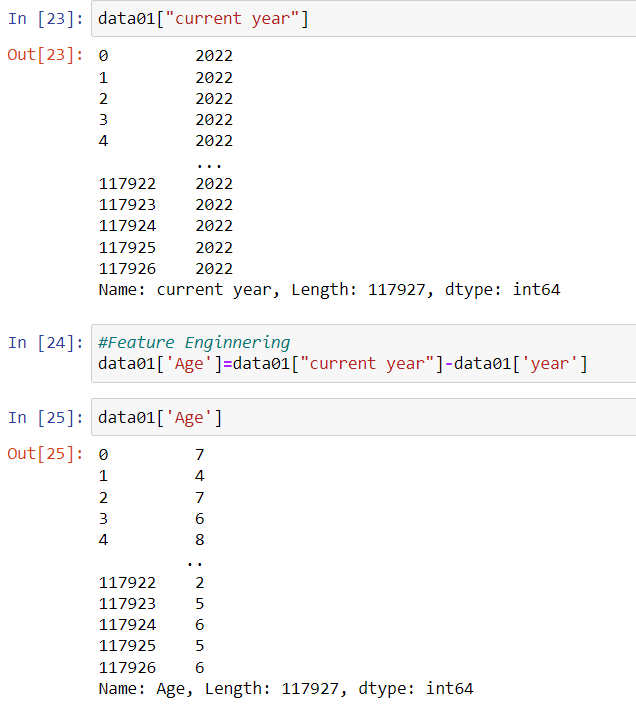 In [23]: data01["current year"]
Out[23]: 0         2022
1         2022
2         2022
3         2022
4         2022
          ...
117922    2022
117923    2022
117924    2022
117925    2022
117926    2022
Name: current year, Length: 117927, dtype: int64
In [24]: #Feature Enginnering
data01['Age']=data01["current year"]-data01['year']
In [25]: data01['Age']
Out[25]: 0         7
1         4
2         7
3         6
4         8
         ..
117922    2
117923    5
117924    6
117925    5
117926    6
Name: Age, Length: 117927, dtype: int64